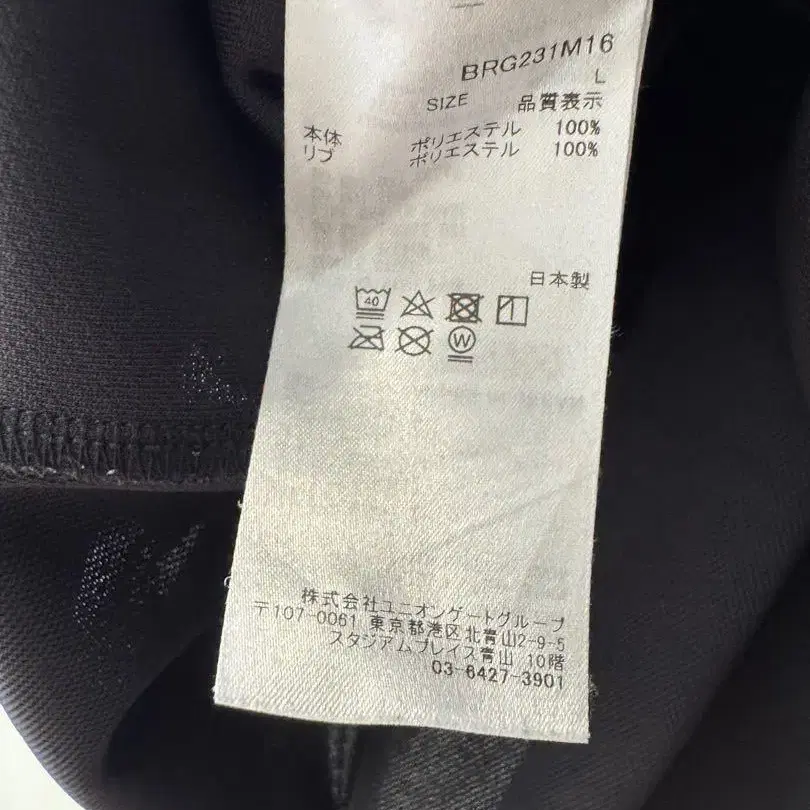 BRG231M16
SIZE L
品質表示
本体 ポリエステル 100%
リブ ポリエステル 100%
日本製
40
W
株式会社ユニオンゲートグループ
〒107-0061 東京都港区北青山2-9-5
スタジアムプレイス青山 10階
03-6427-3901